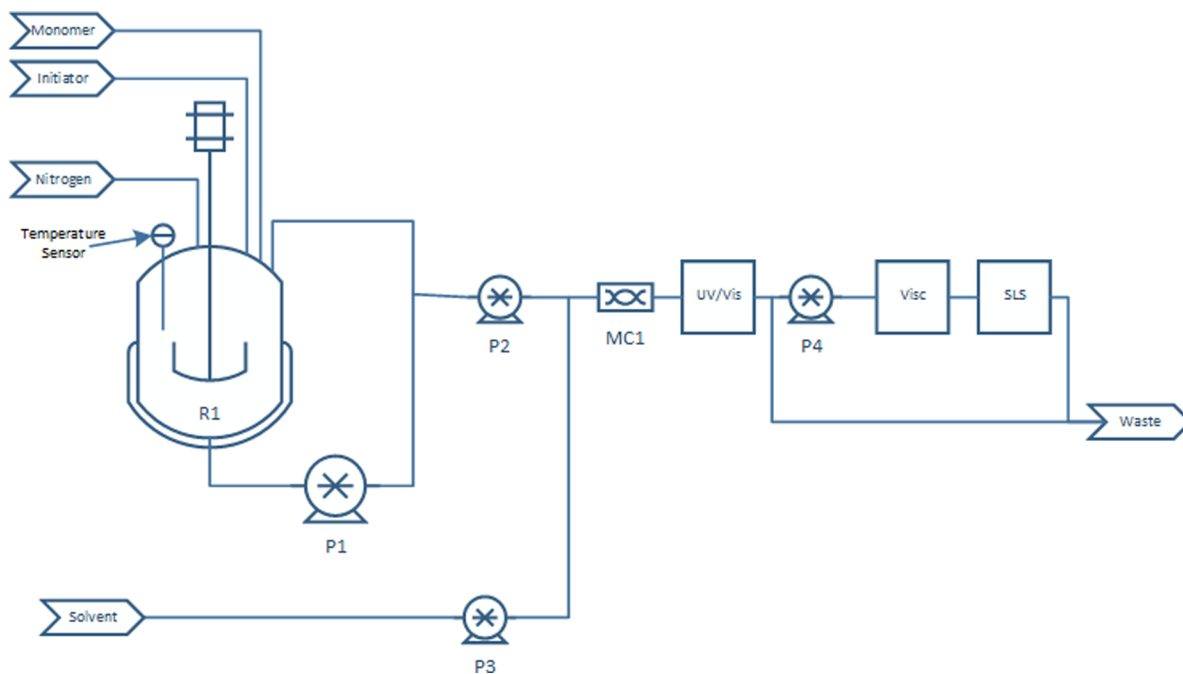 Monomer
Initiator
Nitrogen
Temperature
Sensor
R1
P1
P2
MC1
UV/Vis
P4
Visc
SLS
Waste
Solvent
P3